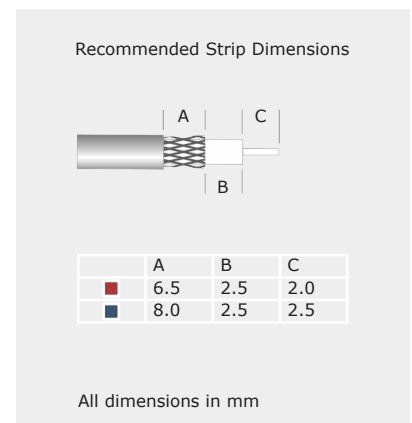 Recommended Strip Dimensions
A C
B
A B C
6.5 2.5 2.0
8.0 2.5 2.5
All dimensions in mm